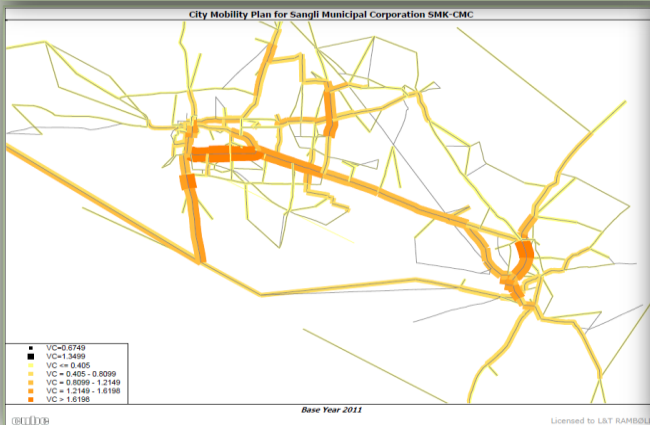 City Mobility Plan for Sangli Municipal Corporation SMK-CMC
VC=0.6749
VC=1.3499
VC <= 0.405
VC = 0.405 - 0.8099
VC = 0.8099 - 1.2149
VC = 1.2149 - 1.6198
VC > 1.6198
Base Year 2011
Licensed to L&T RAMBØLL